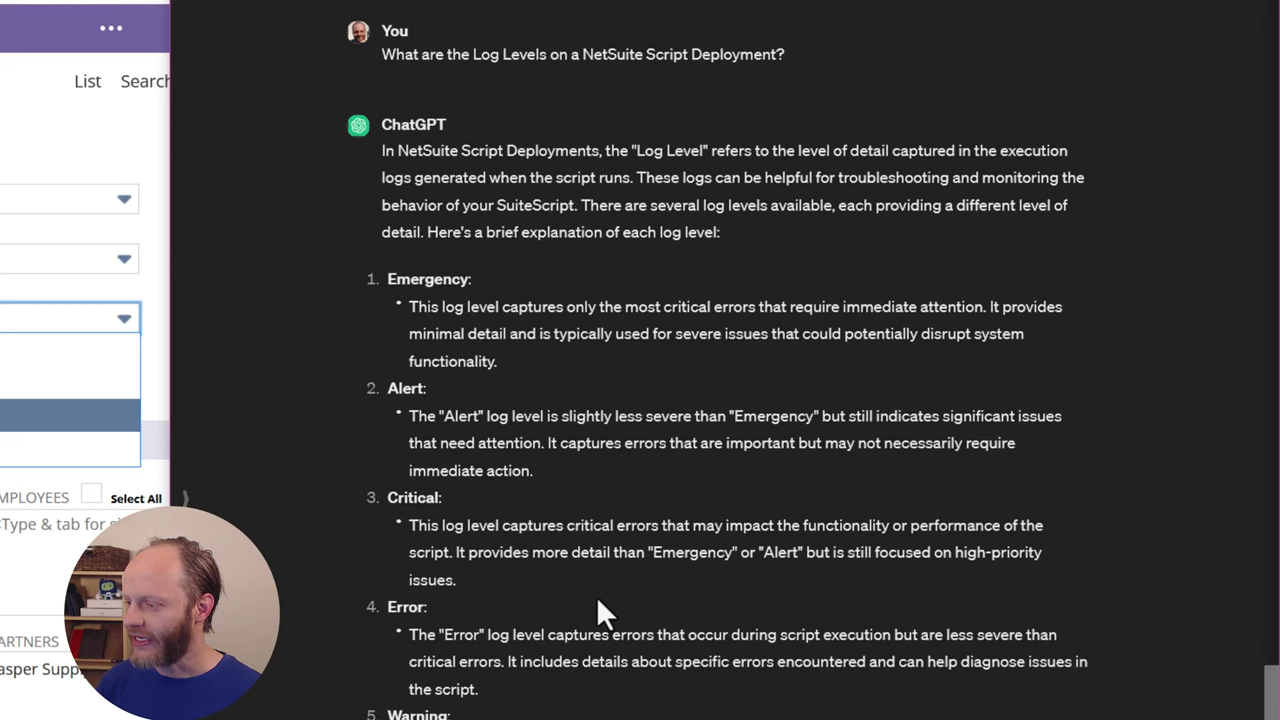 List Search
MPLOYEES Select All
<Type & tab for si
ARTNERS
asper Supp
You
What are the Log Levels on a NetSuite Script Deployment?
ChatGPT
In NetSuite Script Deployments, the "Log Level" refers to the level of detail captured in the execution
logs generated when the script runs. These logs can be helpful for troubleshooting and monitoring the
behavior of your SuiteScript. There are several log levels available, each providing a different level of
detail. Here's a brief explanation of each log level:
1. Emergency:
• This log level captures only the most critical errors that require immediate attention. It provides
minimal detail and is typically used for severe issues that could potentially disrupt system
functionality.
2. Alert:
• The "Alert" log level is slightly less severe than "Emergency" but still indicates significant issues
that need attention. It captures errors that are important but may not necessarily require
immediate action.
3. Critical:
• This log level captures critical errors that may impact the functionality or performance of the
script. It provides more detail than "Emergency" or "Alert" but is still focused on high-priority
issues.
4. Error:
• The "Error" log level captures errors that occur during script execution but are less severe than
critical errors. It includes details about specific errors encountered and can help diagnose issues in
the script.
5. Warning: